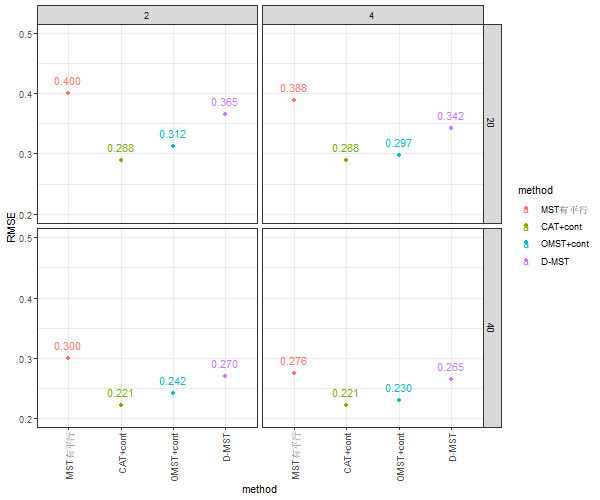 2
4
0.5
0.4
0.3
0.2
0.400
0.288
0.312
0.365
0.388
0.288
0.297
0.342
20
RMSE
0.5
0.4
0.3
0.2
0.300
0.221
0.242
0.270
0.276
0.221
0.230
0.265
40
MST有平行
CAT+cont
OMST+cont
D-MST
MST有平行
CAT+cont
OMST+cont
D-MST
method
method
a MST有平行
a CAT+cont
a OMST+cont
a D-MST